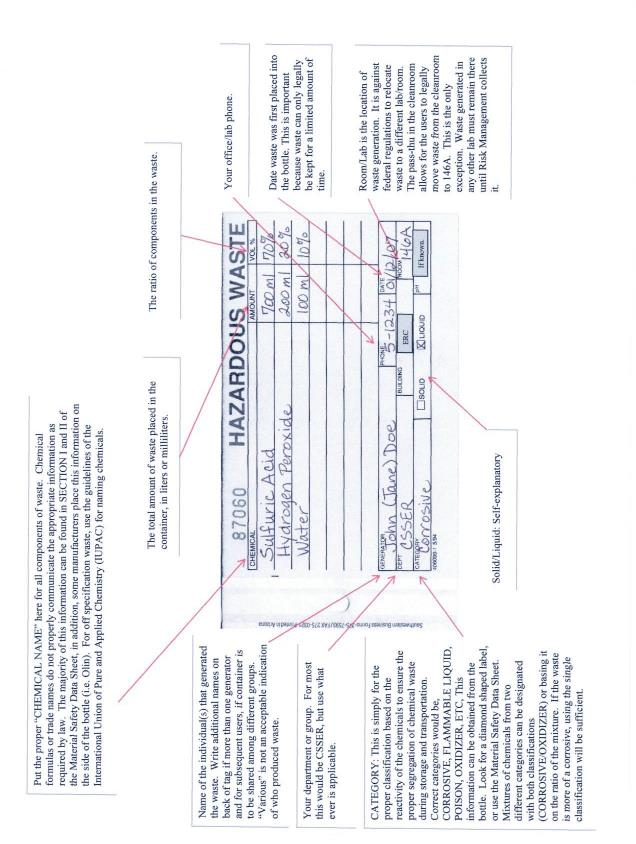 Put the proper "CHEMICAL NAME" here for all components of waste. Chemical
formulas or trade names do not properly communicate the appropriate information as
required by law. The majority of this information can be found in SECTION I and II of
the Material Safety Data Sheet, in addition, some manufacturers place this information on
the side of the bottle (i.e. Olin). For off specification waste, use the guidelines of the
International Union of Pure and Applied Chemistry (IUPAC) for naming chemicals.
The total amount of waste placed in the
container, in liters or milliliters.
The ratio of components in the waste.
Name of the individual(s) that generated
the waste. Write additional names on
back of tag if more than one generator
and for subsequent users, if container is
to be shared among different groups.
"Various" is not an acceptable indication
of who produced waste.
Your department or group. For most
this would be CSSER, but use what
ever is applicable.
CATEGORY: This is simply for the
proper classification based on the
reactivity of the chemicals to ensure the
proper segregation of chemical waste
during storage and transportation.
Correct categories would be,
CORROSIVE, FLAMMABLE LIQUID,
POISON, OXIDIZER, ETC, This
information can be obtained from the
bottle. Look for a diamond shaped label,
or use the Material Safety Data Sheet.
Mixtures of chemicals from two
different categories can be designated
with both classifications
(CORROSIVE/OXIDIZER) or basing it
on the ratio of the mixture. If the waste
is more of a corrosive, using the single
classification will be sufficient.
87060 HAZARDOUS WASTE
CHEMICAL AMOUNT VOL %
Sulfuric Acid 700 ml 70%
Hydrogen Peroxide 200 ml 20%
Water 100 ml 10%
GENERATOR John (Jane) Doe PHONE 5-1234 DATE 01/12/07
DEPT CSSER BUILDING ERC ROOM 146A
CATEGORY Corrosive SOLID X LIQUID pH If known.
Southwestern Business Forms
Printed in Arizona
Your office/lab phone.
Date waste was first placed into
the bottle. This is important
because waste can only legally
be kept for a limited amount of
time.
Room/Lab is the location of
waste generation. It is against
federal regulations to relocate
waste to a different lab/room.
The pass-thu in the cleanroom
allows for the users to legally
move waste from the cleanroom
to 146A. This is the only
exception. Waste generated in
any other lab must remain there
until Risk Management collects
it.
Solid/Liquid: Self-explanatory